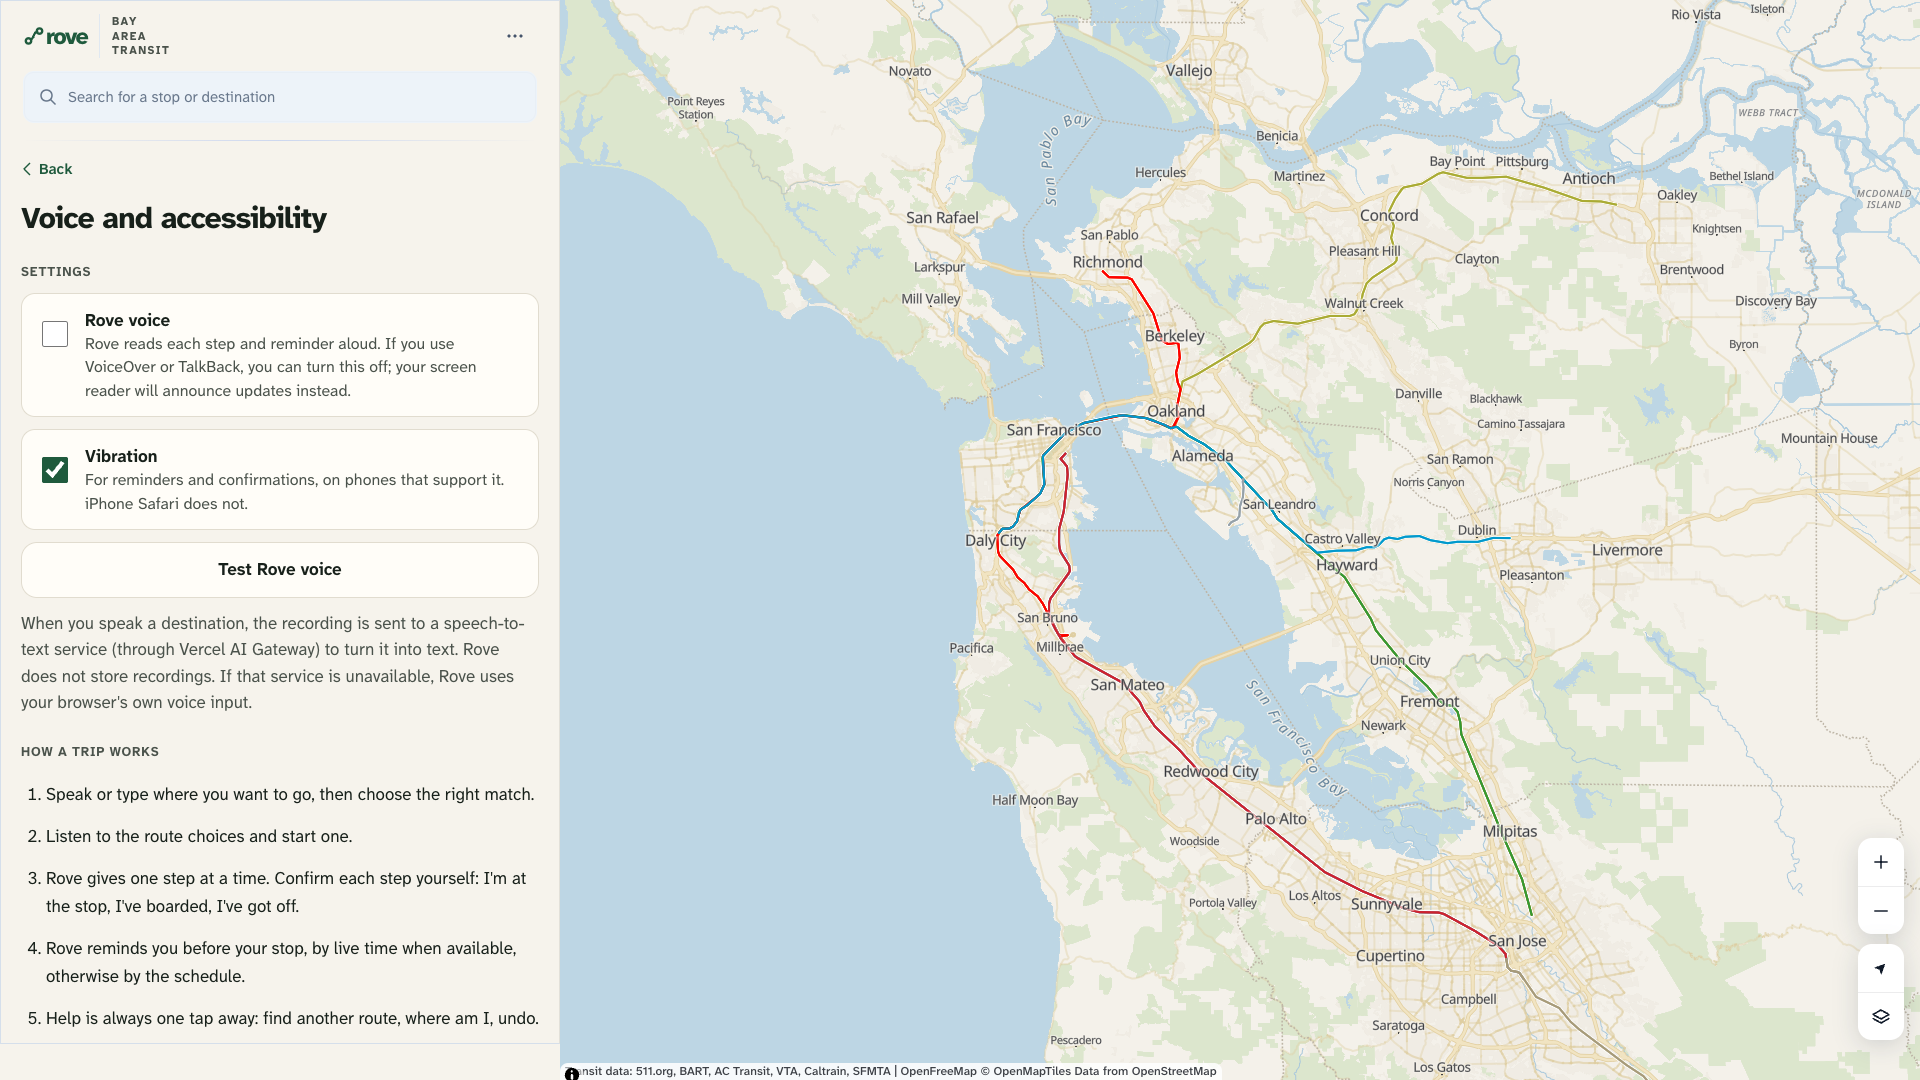 rove
BAY
AREA
TRANSIT
Search for a stop or destination
Back
Voice and accessibility
SETTINGS
Rove voice
Rove reads each step and reminder aloud. If you use
VoiceOver or TalkBack, you can turn this off; your screen
reader will announce updates instead.
Vibration
For reminders and confirmations, on phones that support it.
iPhone Safari does not.
Test Rove voice
When you speak a destination, the recording is sent to a speech-to-
text service (through Vercel AI Gateway) to turn it into text. Rove
does not store recordings. If that service is unavailable, Rove uses
your browser's own voice input.
HOW A TRIP WORKS
1. Speak or type where you want to go, then choose the right match.
2. Listen to the route choices and start one.
3. Rove gives one step at a time. Confirm each step yourself: I'm at
the stop, I've boarded, I've got off.
4. Rove reminds you before your stop, by live time when available,
otherwise by the schedule.
5. Help is always one tap away: find another route, where am I, undo.
Rio Vista
Isleton
Novato
Vallejo
Point Reyes
Station
WEBB TRACT
San Pablo Bay
Benicia
Bay Point
Pittsburg
Hercules
Martinez
Antioch
Bethel Island
Oakley
MCDONALD
ISLAND
San Rafael
Concord
Knightsen
San Pablo
Pleasant Hill
Clayton
Richmond
Larkspur
Brentwood
Mill Valley
Walnut Creek
Discovery Bay
Berkeley
Byron
Danville
Blackhawk
Oakland
Camino Tassajara
San Francisco
Mountain House
Alameda
San Ramon
Norris Canyon
San Leandro
Dublin
Daly City
Castro Valley
Livermore
Hayward
Pleasanton
San Bruno
Pacifica
Millbrae
Union City
San Mateo
Fremont
San Francisco Bay
Newark
Redwood City
Half Moon Bay
Palo Alto
Milpitas
Woodside
Los Altos
Portola Valley
Sunnyvale
San Jose
Cupertino
Campbell
Saratoga
Pescadero
Los Gatos
nsit data: 511.org, BART, AC Transit, VTA, Caltrain, SFMTA | OpenFreeMap © OpenMapTiles Data from OpenStreetMap